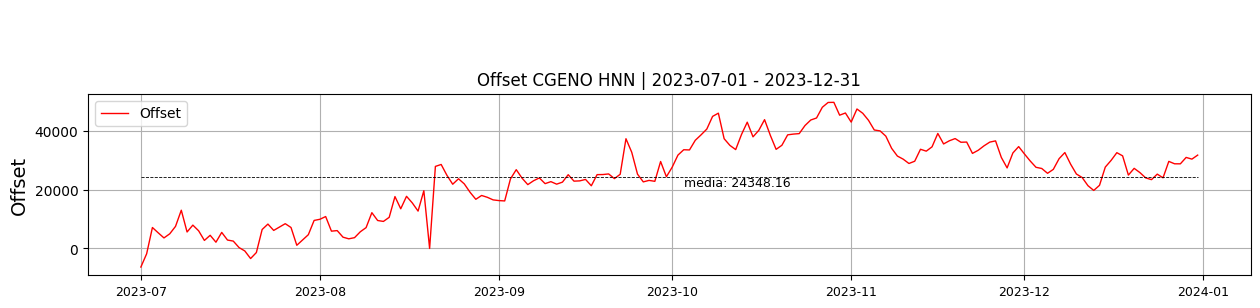 Offset CGENO HNN | 2023-07-01 - 2023-12-31
Offset
Offset
40000
20000
0
media: 24348.16
2023-07
2023-08
2023-09
2023-10
2023-11
2023-12
2024-01